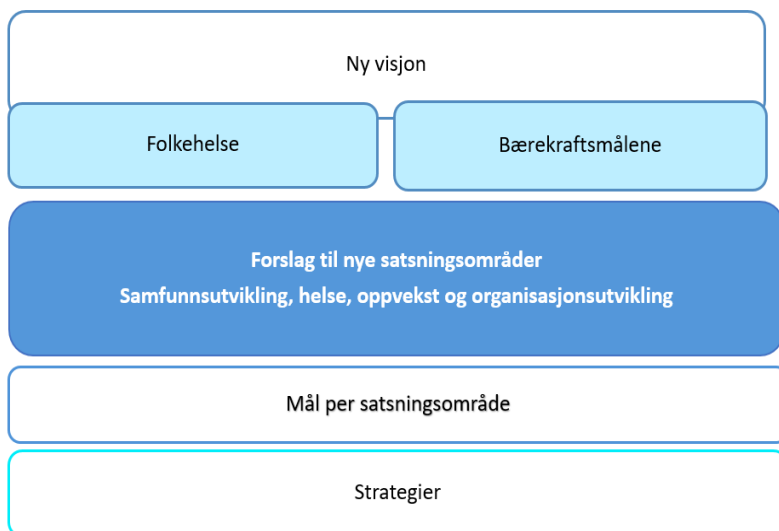 Ny visjon
Folkehelse
Bærekraftsmålene
Forslag til nye satsningsområder
Samfunnsutvikling, helse, oppvekst og organisasjonsutvikling
Mål per satsningsområde
Strategier